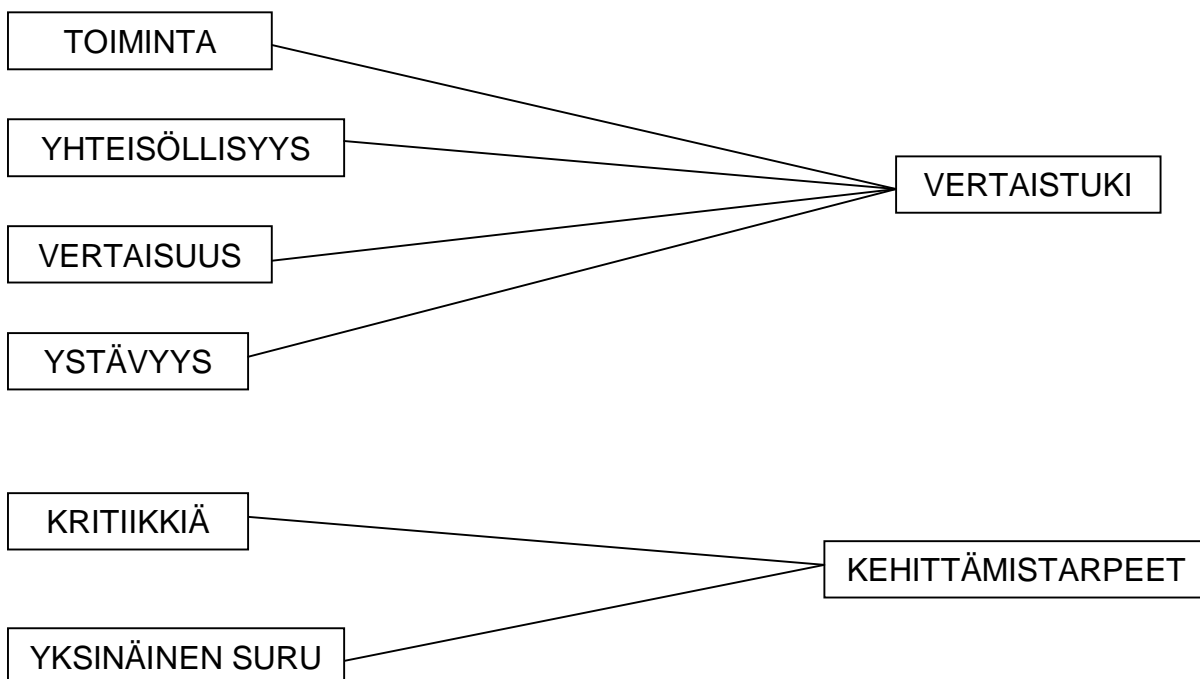 TOIMINTA
YHTEISÖLLISYYS
VERTAISTUKI
VERTAISUUS
YSTÄVYYS
KRITIIKKIÄ
KEHITTÄMISTARPEET
YKSINÄINEN SURU